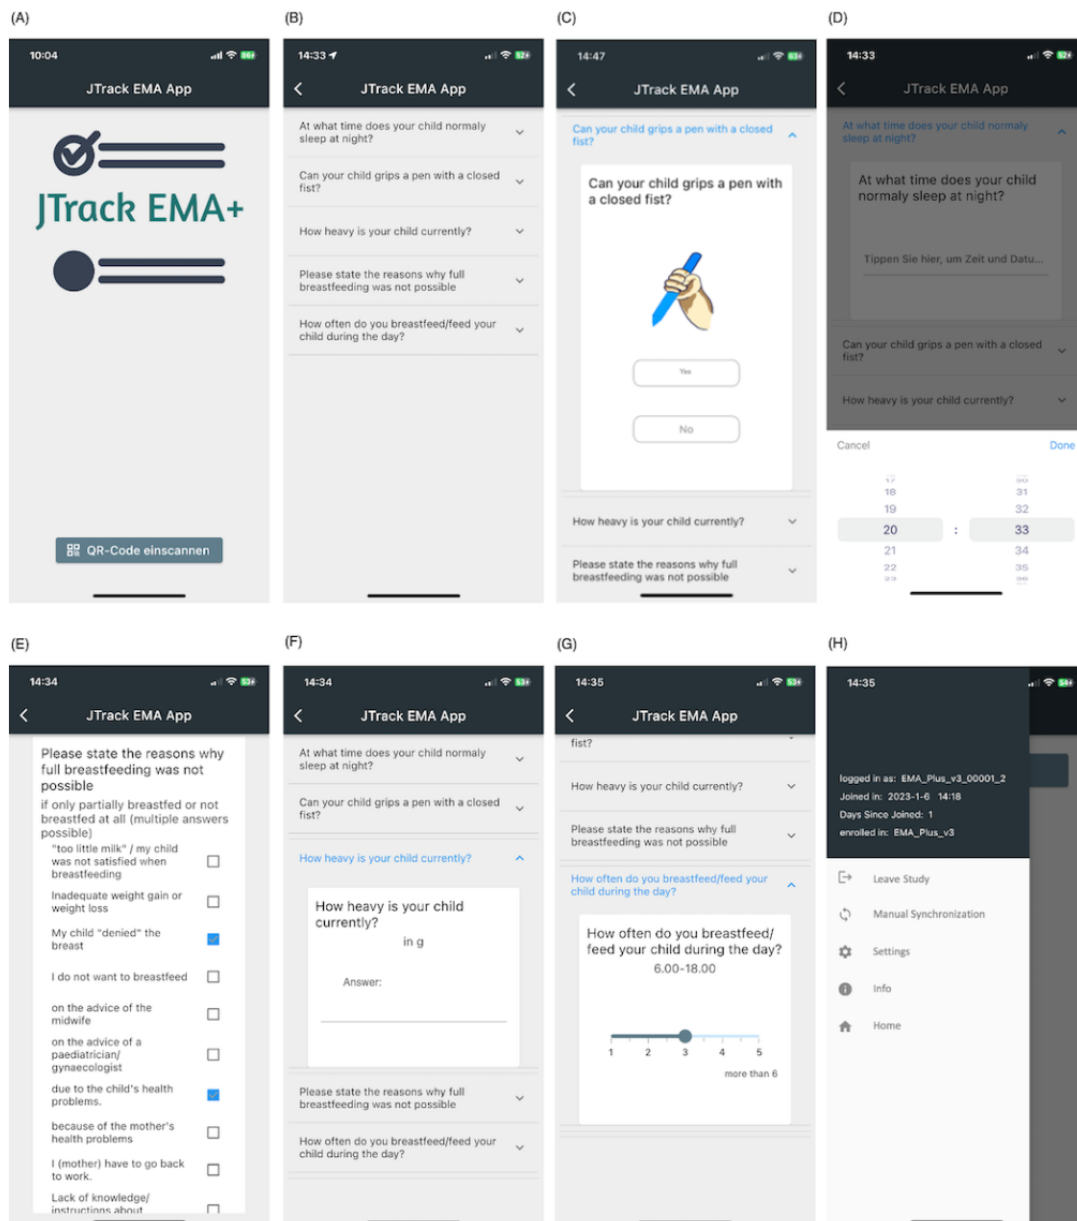 (A)
10:04
86
JTrack EMA App
JTrack EMA+
QR-Code einscannen
(B)
14:33
52
JTrack EMA App
At what time does your child normaly
sleep at night?
Can your child grips a pen with a closed
fist?
How heavy is your child currently?
Please state the reasons why full
breastfeeding was not possible
How often do you breastfeed/feed your
child during the day?
(C)
14:47
JTrack EMA App
Can your child grips a pen with a closed
fist?
Can your child grips a pen with
a closed fist?
Yes
No
How heavy is your child currently?
Please state the reasons why full
breastfeeding was not possible
(D)
14:33
52
JTrack EMA App
At what time does your child normaly
sleep at night?
At what time does your child
normaly sleep at night?
Tippen Sie hier, um Zeit und Datu...
Can your child grips a pen with a closed
fist?
How heavy is your child currently?
Cancel Done
17 30
18 31
19 32
20 : 33
21 34
22 35
23 36
(E)
14:34
53
JTrack EMA App
Please state the reasons why
full breastfeeding was not
possible
if only partially breastfed or not
breastfed at all (multiple answers
possible)
"too little milk" / my child
was not satisfied when
breastfeeding
Inadequate weight gain or
weight loss
My child "denied" the
breast
I do not want to breastfeed
on the advice of the
midwife
on the advice of a
paediatrician/
gynaecologist
due to the child's health
problems.
because of the mother's
health problems
I (mother) have to go back
to work.
Lack of knowledge/
instructions about
(F)
14:34
53
JTrack EMA App
At what time does your child normaly
sleep at night?
Can your child grips a pen with a closed
fist?
How heavy is your child currently?
How heavy is your child
currently?
in g
Answer:
Please state the reasons why full
breastfeeding was not possible
How often do you breastfeed/feed your
child during the day?
(G)
14:35
53
JTrack EMA App
fist?
How heavy is your child currently?
Please state the reasons why full
breastfeeding was not possible
How often do you breastfeed/feed your
child during the day?
How often do you breastfeed/
feed your child during the day?
6.00-18.00
1 2 3 4 5
more than 6
(H)
14:35
54
logged in as: EMA_Plus_v3_00001_2
Joined in: 2023-1-6 14:18
Days Since Joined: 1
enrolled in: EMA_Plus_v3
Leave Study
Manual Synchronization
Settings
Info
Home